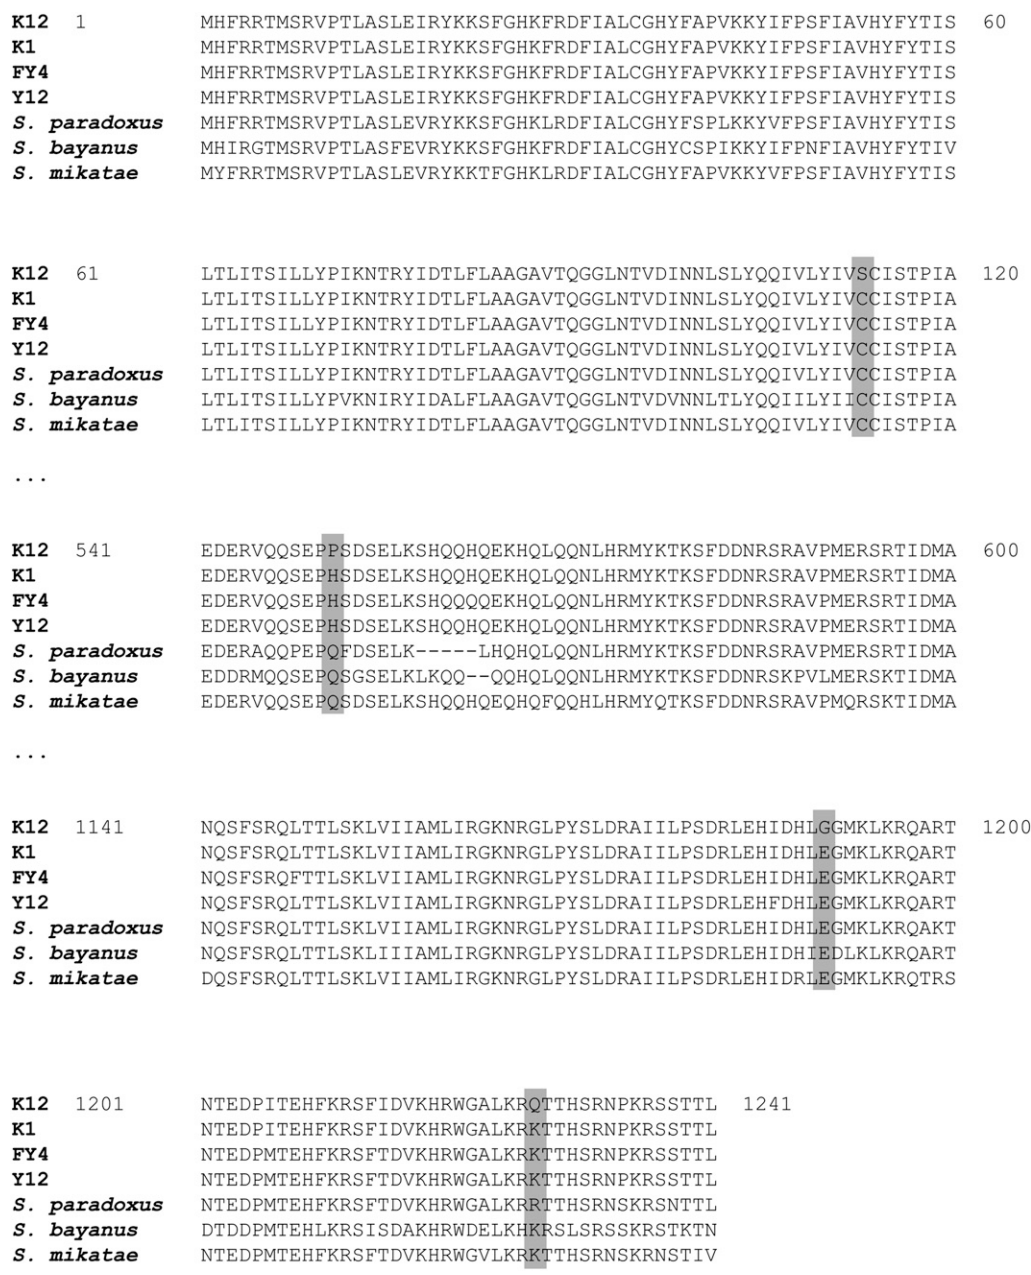 K12 1 MHFRRTMSRVPTLASLEIRYKKSFGHKFRDFIALCGHYFAPVKKYIFPSFIAVHYFYTIS 60
K1 MHFRRTMSRVPTLASLEIRYKKSFGHKFRDFIALCGHYFAPVKKYIFPSFIAVHYFYTIS
FY4 MHFRRTMSRVPTLASLEIRYKKSFGHKFRDFIALCGHYFAPVKKYIFPSFIAVHYFYTIS
Y12 MHFRRTMSRVPTLASLEIRYKKSFGHKFRDFIALCGHYFAPVKKYIFPSFIAVHYFYTIS
S. paradoxus MHFRRTMSRVPTLASLEVRYKKSFGHKLRDFIALCGHYFSPLKKYIFPSFIAVHYFYTIS
S. bayanus MHIRGTMSRVPTLASFEVRYKKSFGHKFRDFIALCGHYCSPIKKYIFPNFIAVHYFYTIV
S. mikatae MYFRRTMSRVPTLASLEVRYKKTFGHKLRDFIALCGHYFAPVKKYVFPSFIAVHYFYTIS
K12 61 LTLITSILLYPIKNTRYIDTLFLAAGAVTQGGLNTVDINNLSLYQQIVLYIVSCISTPIA 120
K1 LTLITSILLYPIKNTRYIDTLFLAAGAVTQGGLNTVDINNLSLYQQIVLYIVCCISTPIA
FY4 LTLITSILLYPIKNTRYIDTLFLAAGAVTQGGLNTVDINNLSLYQQIVLYIVCCISTPIA
Y12 LTLITSILLYPIKNTRYIDTLFLAAGAVTQGGLNTVDINNLSLYQQIVLYIVCCISTPIA
S. paradoxus LTLITSILLYPIKNTRYIDTLFLAAGAVTQGGLNTVDINNLSLYQQIVLYIVCCISTPIA
S. bayanus LTLITSILLYPVKNIRYIDALFLAAGAVTQGGLNTVDVNNLTLYQQIILYIICCISTPIA
S. mikatae LTLITSILLYPIKNTRYIDTLFLAAGAVTQGGLNTVDINNLSLYQQIVLYIVCCISTPIA
...
K12 541 EDERVQQSEPPSDSELKSHQQHQEKHQLQQNLHRMYKTKSFDDNRSRAVPMERSRTIDMA 600
K1 EDERVQQSEPHSDSELKSHQQHQEKHQLQQNLHRMYKTKSFDDNRSRAVPMERSRTIDMA
FY4 EDERVQQSEPHSDSELKSHQQQQEKHQLQQNLHRMYKTKSFDDNRSRAVPMERSRTIDMA
Y12 EDERVQQSEPHSDSELKSHQQHQEKHQLQQNLHRMYKTKSFDDNRSRAVPMERSRTIDMA
S. paradoxus EDERAQQPEPQFDSELK-----LHQHQLQQNLHRMYKTKSFDDNRSRAVPMERSKTIDMA
S. bayanus EDDRMQQSEPQSGSELKLKQQ--QQHQLQQNLHRMYKTKSFDDNRSKPVLMERSKTIDMA
S. mikatae EDERVQQSEPQSDSELKSHQQHQEQHQFQQHLHRMYQTKSFDDNRSRAVPMQRSKTIDMA
...
K12 1141 NQSFSRQLTTLSKLVIIAMLIRGKNRGLPYSLDRAIILPSDRLEHIDHLGGMKLKRQART 1200
K1 NQSFSRQLTTLSKLVIIAMLIRGKNRGLPYSLDRAIILPSDRLEHIDHLEGMKLKRQART
FY4 NQSFSRQFTTLSKLVIIAMLIRGKNRGLPYSLDRAIILPSDRLEHIDHLEGMKLKRQART
Y12 NQSFSRQLTTLSKLVIIAMLIRGKNRGLPYSLDRAIILPSDRLEHFDHLEGMKLKRQART
S. paradoxus NQSFSRQLTTLSKLVIIAMLIRGKNRGLPYSLDRAIILPSDRLEHIDHLEGMKLKRQAKT
S. bayanus NQSFSRQLTTLSKLIIIAMLIRGKNRGLPYSLDRAIILPSDRLEHIDHIEDLKLKRQART
S. mikatae DQSFSRQLTTLSKLVIIAMLIRGKNRGLPYSLDRAIILPSDRLEHIDRLEGMKLKRQTRS
K12 1201 NTEDPITEHFKRSFIDVKHRWGALKRQTTHSRNPKRSSTTL 1241
K1 NTEDPITEHFKRSFIDVKHRWGALKRKTTHSRNPKRSSTTL
FY4 NTEDPMTEHFKRSFTDVKHRWGALKRKTTHSRNPKRSSTTL
Y12 NTEDPMTEHFKRSFTDVKHRWGALKRKTTHSRNPKRSSTTL
S. paradoxus NTEDPMTEHFKRSFTDVKHRWGALKRRTTHSRNSKRSNTTL
S. bayanus DTDDPMTEHLKRSISDAKHRWDELKHKRSLSRSSKRSTKTN
S. mikatae NTEDPMTEHFKRSFTDVKHRWGVLKRKTTHSRNSKRNSTIV